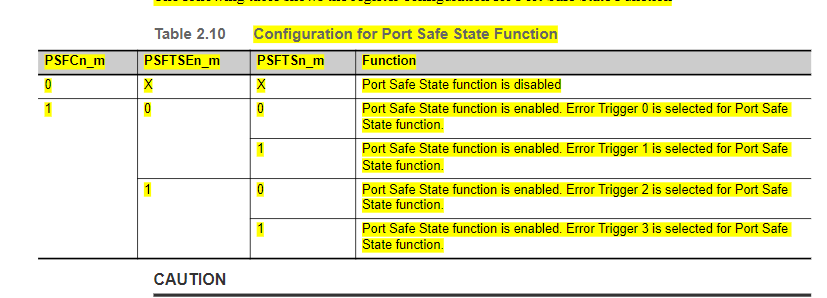 Table 2.10 Configuration for Port Safe State Function
PSFCn_m PSFTSEn_m PSFTSn_m Function
0 X X Port Safe State function is disabled
1 0 0 Port Safe State function is enabled. Error Trigger 0 is selected for Port Safe
State function.
1 Port Safe State function is enabled. Error Trigger 1 is selected for Port Safe
State function.
1 0 Port Safe State function is enabled. Error Trigger 2 is selected for Port Safe
State function.
1 Port Safe State function is enabled. Error Trigger 3 is selected for Port Safe
State function.
CAUTION